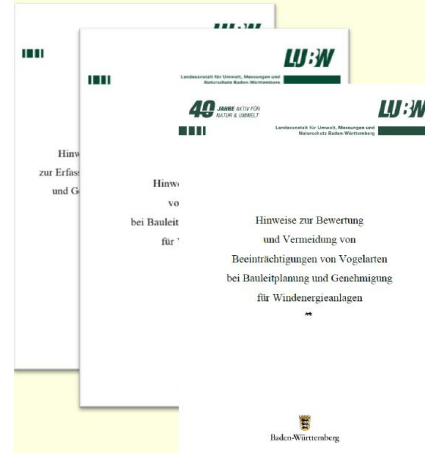 LUBW
Hinw
zur Erfas
und G
LUBW
Landesanstalt für Umwelt, Messungen und
Naturschutz Baden-Württemberg
Hinw
vo
bei Bauleit
für
40 JAHRE AKTIV FÜR
NATUR & UMWELT
LUBW
Landesanstalt für Umwelt, Messungen und
Naturschutz Baden-Württemberg
Hinweise zur Bewertung
und Vermeidung von
Beeinträchtigungen von Vogelarten
bei Bauleitplanung und Genehmigung
für Windenergieanlagen
Baden-Württemberg